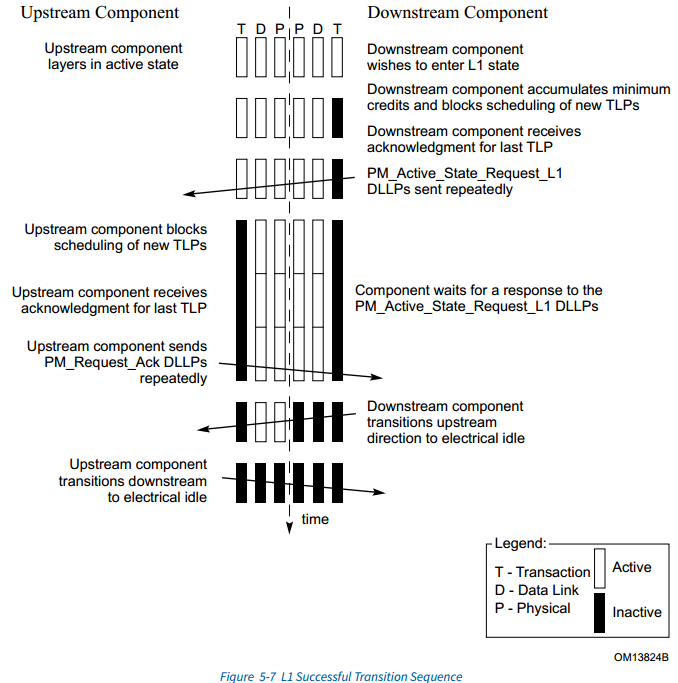 Upstream Component
Downstream Component
T D P P D T
Upstream component
layers in active state
Downstream component
wishes to enter L1 state
Downstream component accumulates minimum
credits and blocks scheduling of new TLPs
Downstream component receives
acknowledgment for last TLP
PM_Active_State_Request_L1
DLLPs sent repeatedly
Upstream component blocks
scheduling of new TLPs
Upstream component receives
acknowledgment for last TLP
Component waits for a response to the
PM_Active_State_Request_L1 DLLPs
Upstream component sends
PM_Request_Ack DLLPs
repeatedly
Downstream component
transitions upstream
direction to electrical idle
Upstream component
transitions downstream
to electrical idle
time
Legend:
T - Transaction
D - Data Link
P - Physical
Active
Inactive
OM13824B
Figure 5-7 L1 Successful Transition Sequence